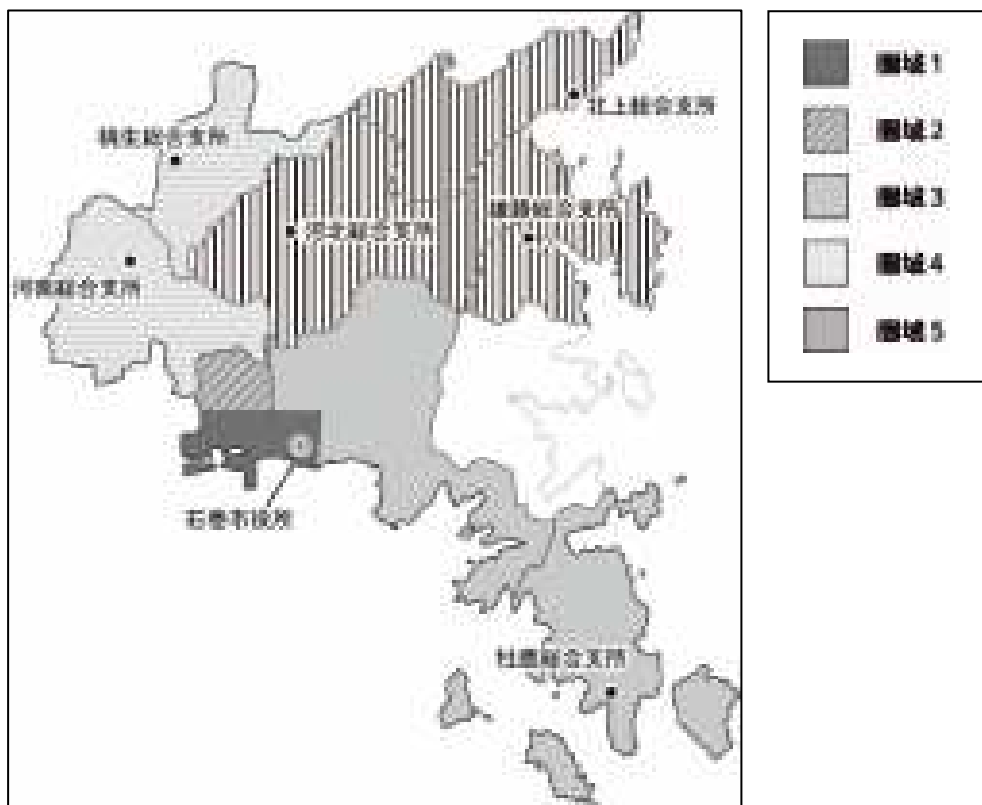 北上総合支所
桃生総合支所
雄勝総合支所
河北総合支所
河南総合支所
石巻市役所
牡鹿総合支所
圏域1
圏域2
圏域3
圏域4
圏域5